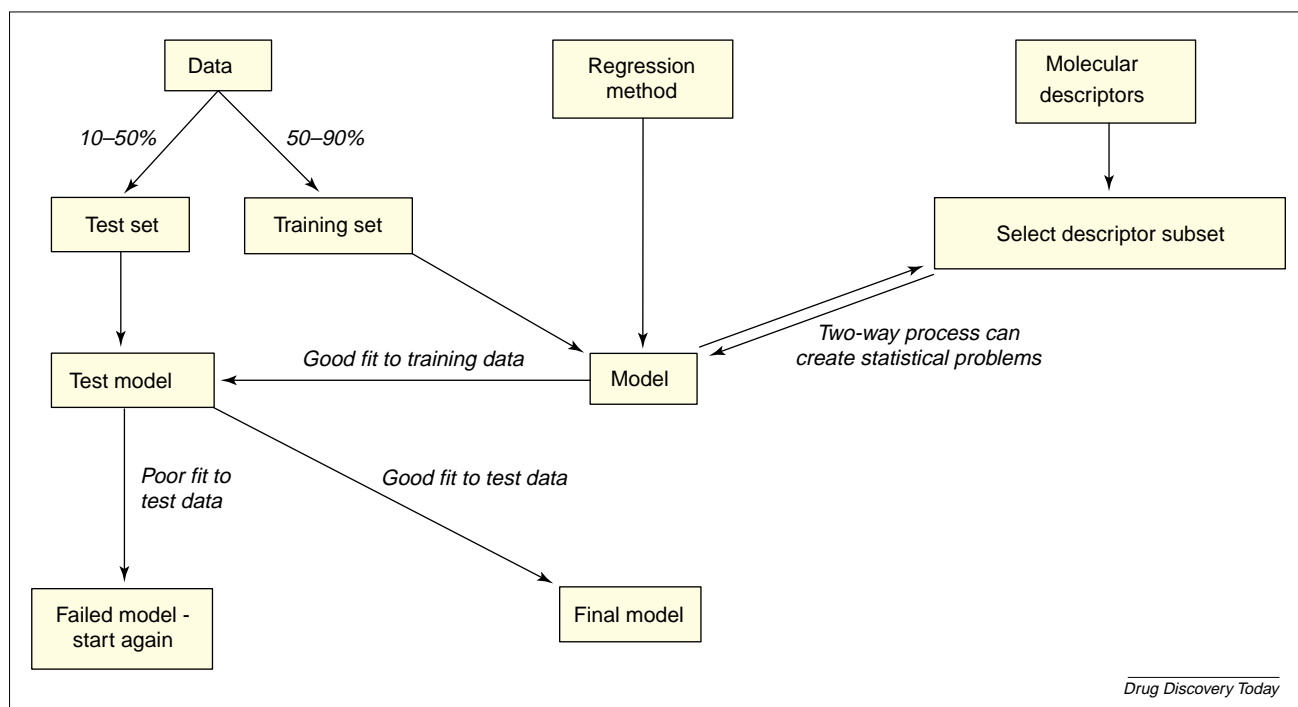 Data
Regression
method
Molecular
descriptors
10–50%
50–90%
Test set
Training set
Select descriptor subset
Two-way process can
create statistical problems
Good fit to training data
Test model
Model
Poor fit to
test data
Good fit to test data
Failed model -
start again
Final model
Drug Discovery Today